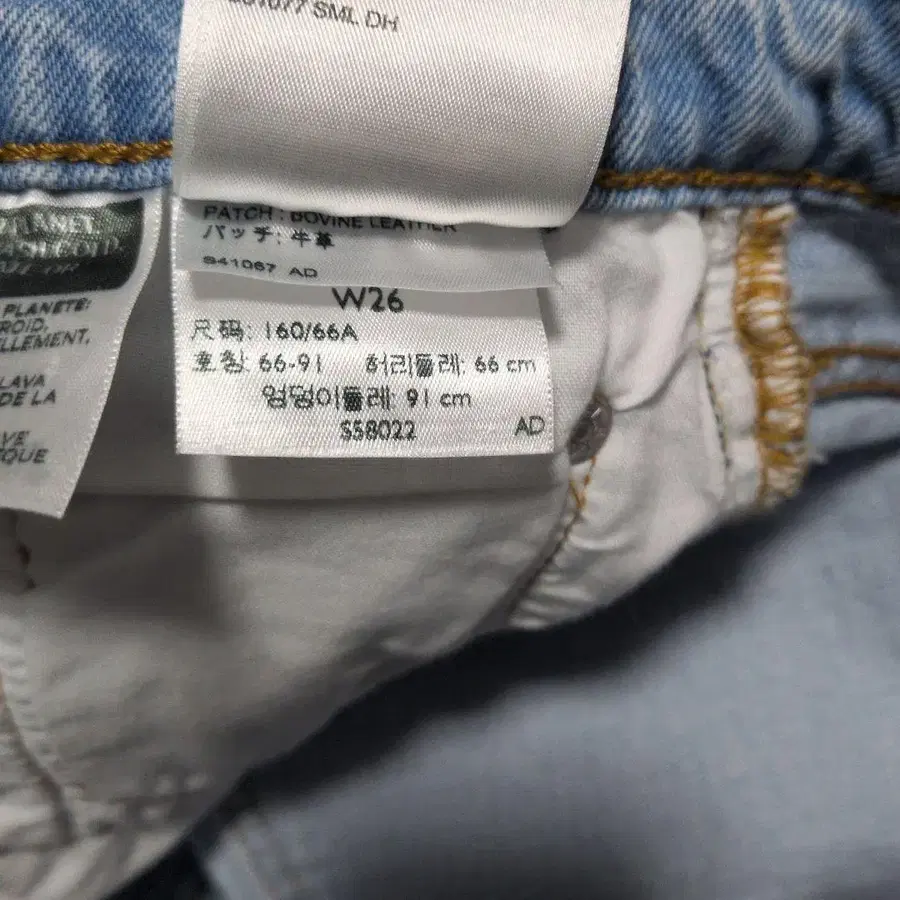 SML DH
PATCH : BOVINE LEATHER
パッチ : 牛革
S41067 AD
W26
尺码: 160/66A
호칭: 66-91 허리둘레: 66 cm
엉덩이둘레: 91 cm
S58022 AD
PLANETE:
ROID,
ELLEMENT.
LAVA
DE LA
VE
QUE